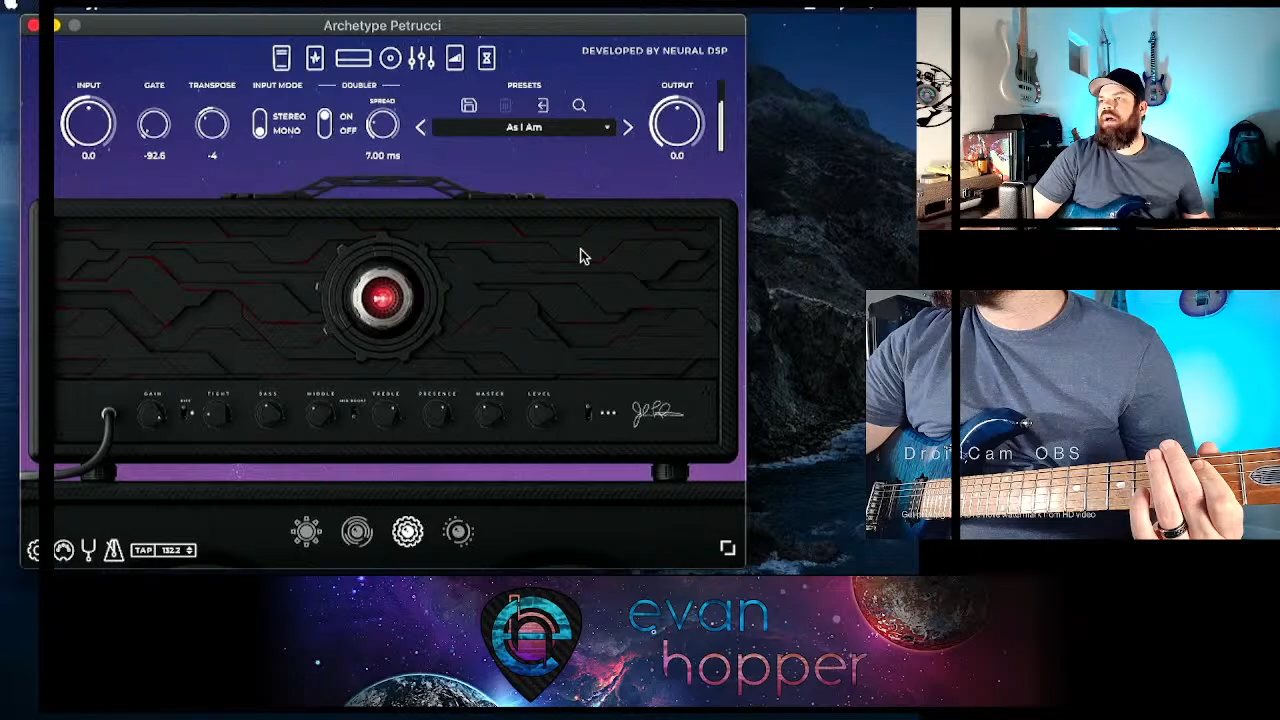 Archetype Petrucci
DEVELOPED BY NEURAL DSP
INPUT
GATE
TRANSPOSE
INPUT MODE
DOUBLER
PRESETS
OUTPUT
SPREAD
STEREO
MONO
ON
OFF
As I Am
0.0
-92.6
-4
7.00 ms
0.0
GAIN
TIGHT
BASS
MIDDLE
MID BOOST
TREBLE
PRESENCE
MASTER
LEVEL
TAP
132.2
DroidCam OBS
evan
hopper